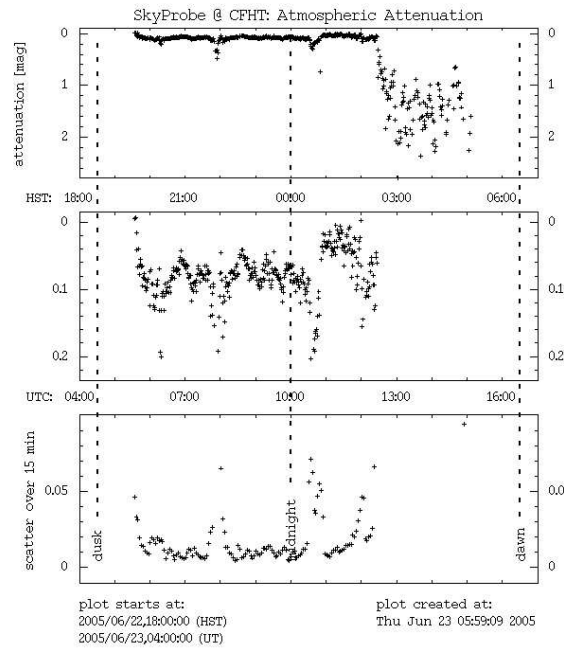 SkyProbe @ CFHT: Atmospheric Attenuation
attenuation [mag]
0 0
1 1
2 2
HST: 18:00 21:00 00:00 03:00 06:00
0 0
0.1 0.1
0.2 0.2
UTC: 04:00 07:00 10:00 13:00 16:00
scatter over 15 min
0.05 0.0
0 0
dusk
dnight
dawn
plot starts at:
2005/06/22,18:00:00 (HST)
2005/06/23,04:00:00 (UT)
plot created at:
Thu Jun 23 05:59:09 2005